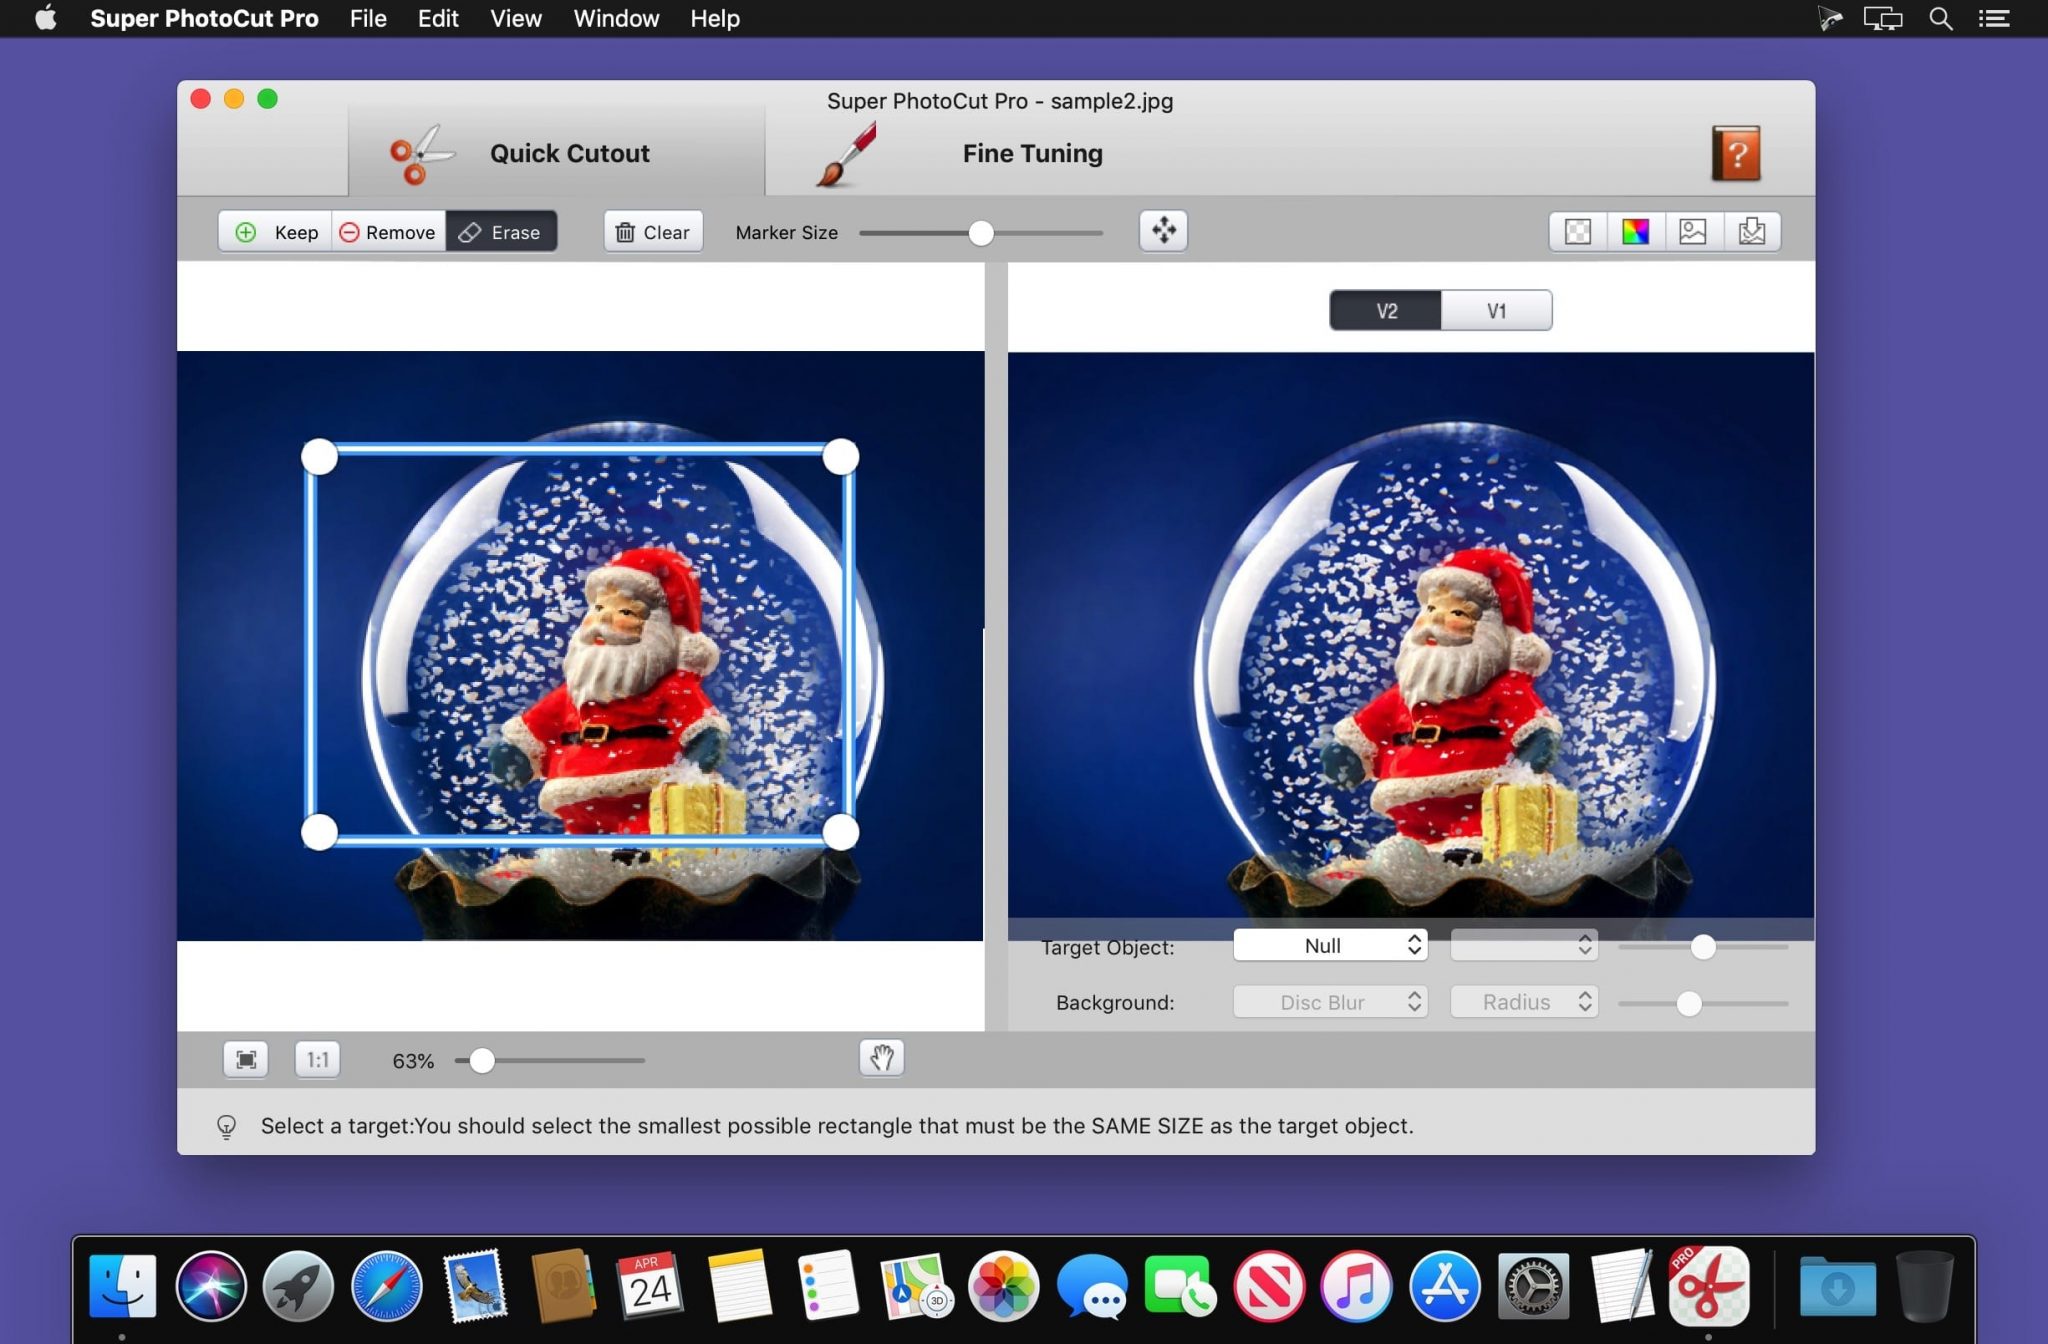 Super PhotoCut Pro File Edit View Window Help
Super PhotoCut Pro - sample2.jpg
Quick Cutout Fine Tuning ?
Keep Remove Erase Clear Marker Size
V2 V1
Target Object: Null
Background: Disc Blur Radius
1:1 63%
Select a target:You should select the smallest possible rectangle that must be the SAME SIZE as the target object.
APR
24
3D
PRO